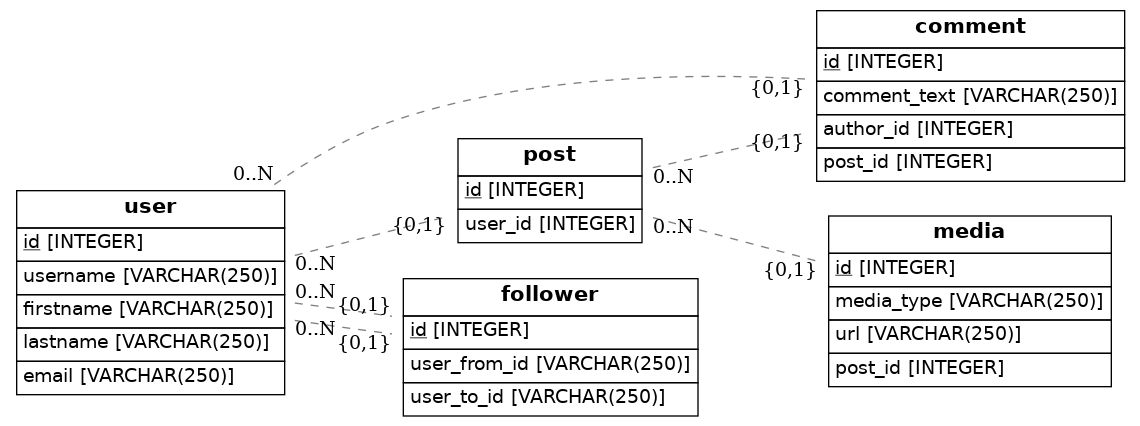 comment
id [INTEGER]
comment_text [VARCHAR(250)]
author_id [INTEGER]
post_id [INTEGER]
{0,1}
{0,1}
0..N
post
id [INTEGER]
user_id [INTEGER]
0..N
0..N
{0,1}
user
id [INTEGER]
username [VARCHAR(250)]
firstname [VARCHAR(250)]
lastname [VARCHAR(250)]
email [VARCHAR(250)]
0..N
0..N
0..N
{0,1}
{0,1}
follower
id [INTEGER]
user_from_id [VARCHAR(250)]
user_to_id [VARCHAR(250)]
{0,1}
media
id [INTEGER]
media_type [VARCHAR(250)]
url [VARCHAR(250)]
post_id [INTEGER]